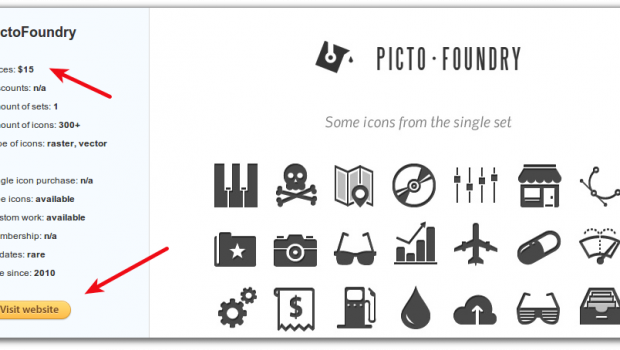 ctoFoundry
ces: $15
counts: n/a
ount of sets: 1
ount of icons: 300+
pe of icons: raster, vector
gle icon purchase: n/a
ee icons: available
stom work: available
mbership: n/a
dates: rare
e since: 2010
Visit website
PICTO·FOUNDRY
Some icons from the single set
$